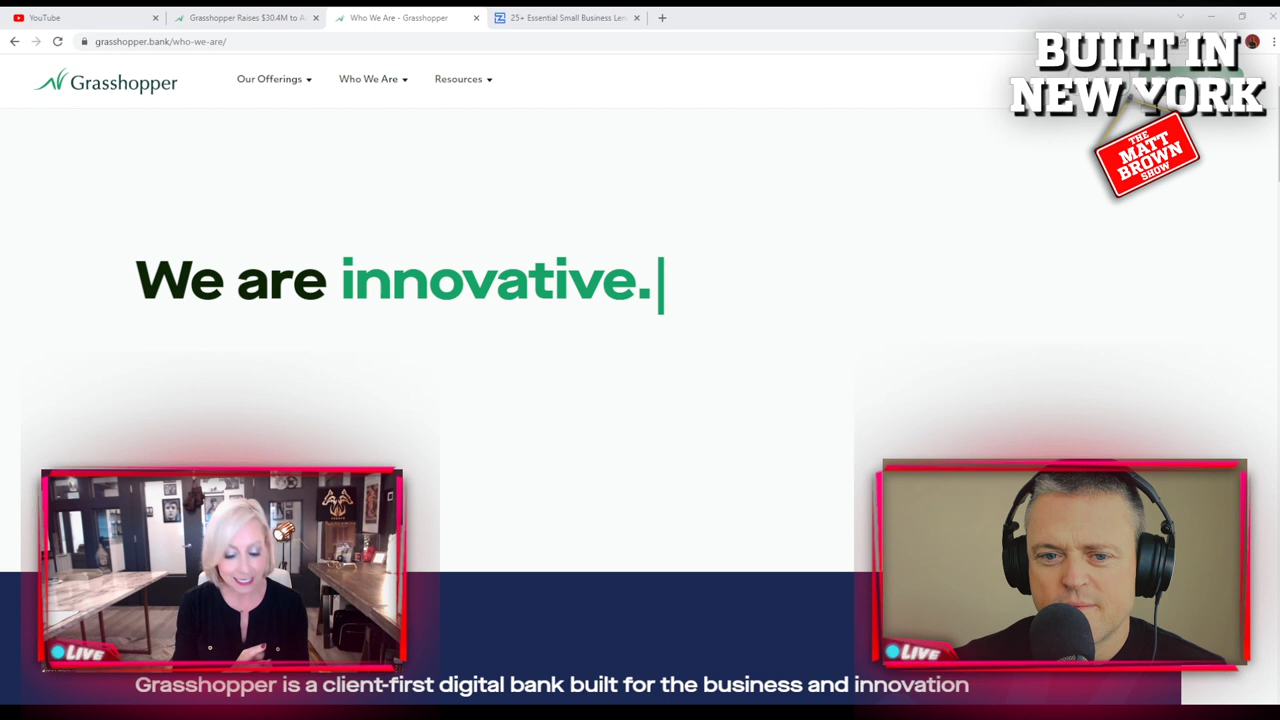 YouTube
Grasshopper Raises $30.4M to A
Who We Are - Grasshopper
25+ Essential Small Business Len
grasshopper.bank/who-we-are/
Grasshopper
Our Offerings
Who We Are
Resources
BUILT IN
NEW YORK
THE
MATT
BROWN
SHOW
We are innovative.
LIVE
LIVE
Grasshopper is a client-first digital bank built for the business and innovation